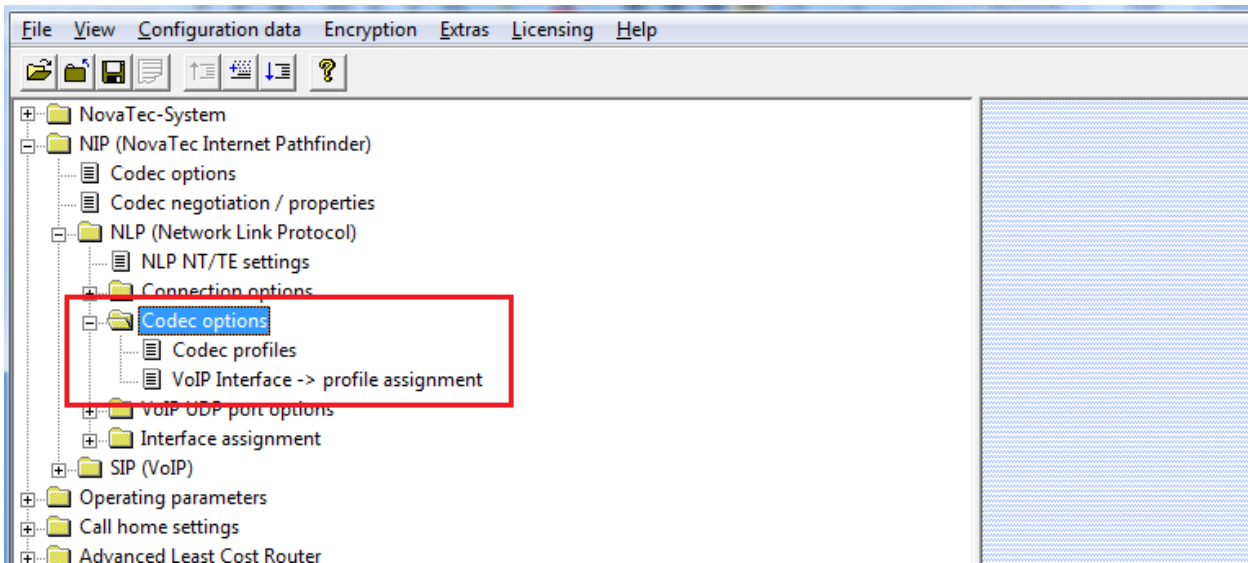 File View Configuration data Encryption Extras Licensing Help
NovaTec-System
NIP (NovaTec Internet Pathfinder)
Codec options
Codec negotiation / properties
NLP (Network Link Protocol)
NLP NT/TE settings
Connection options
Codec options
Codec profiles
VoIP Interface -> profile assignment
VoIP UDP port options
Interface assignment
SIP (VoIP)
Operating parameters
Call home settings
Advanced Least Cost Router